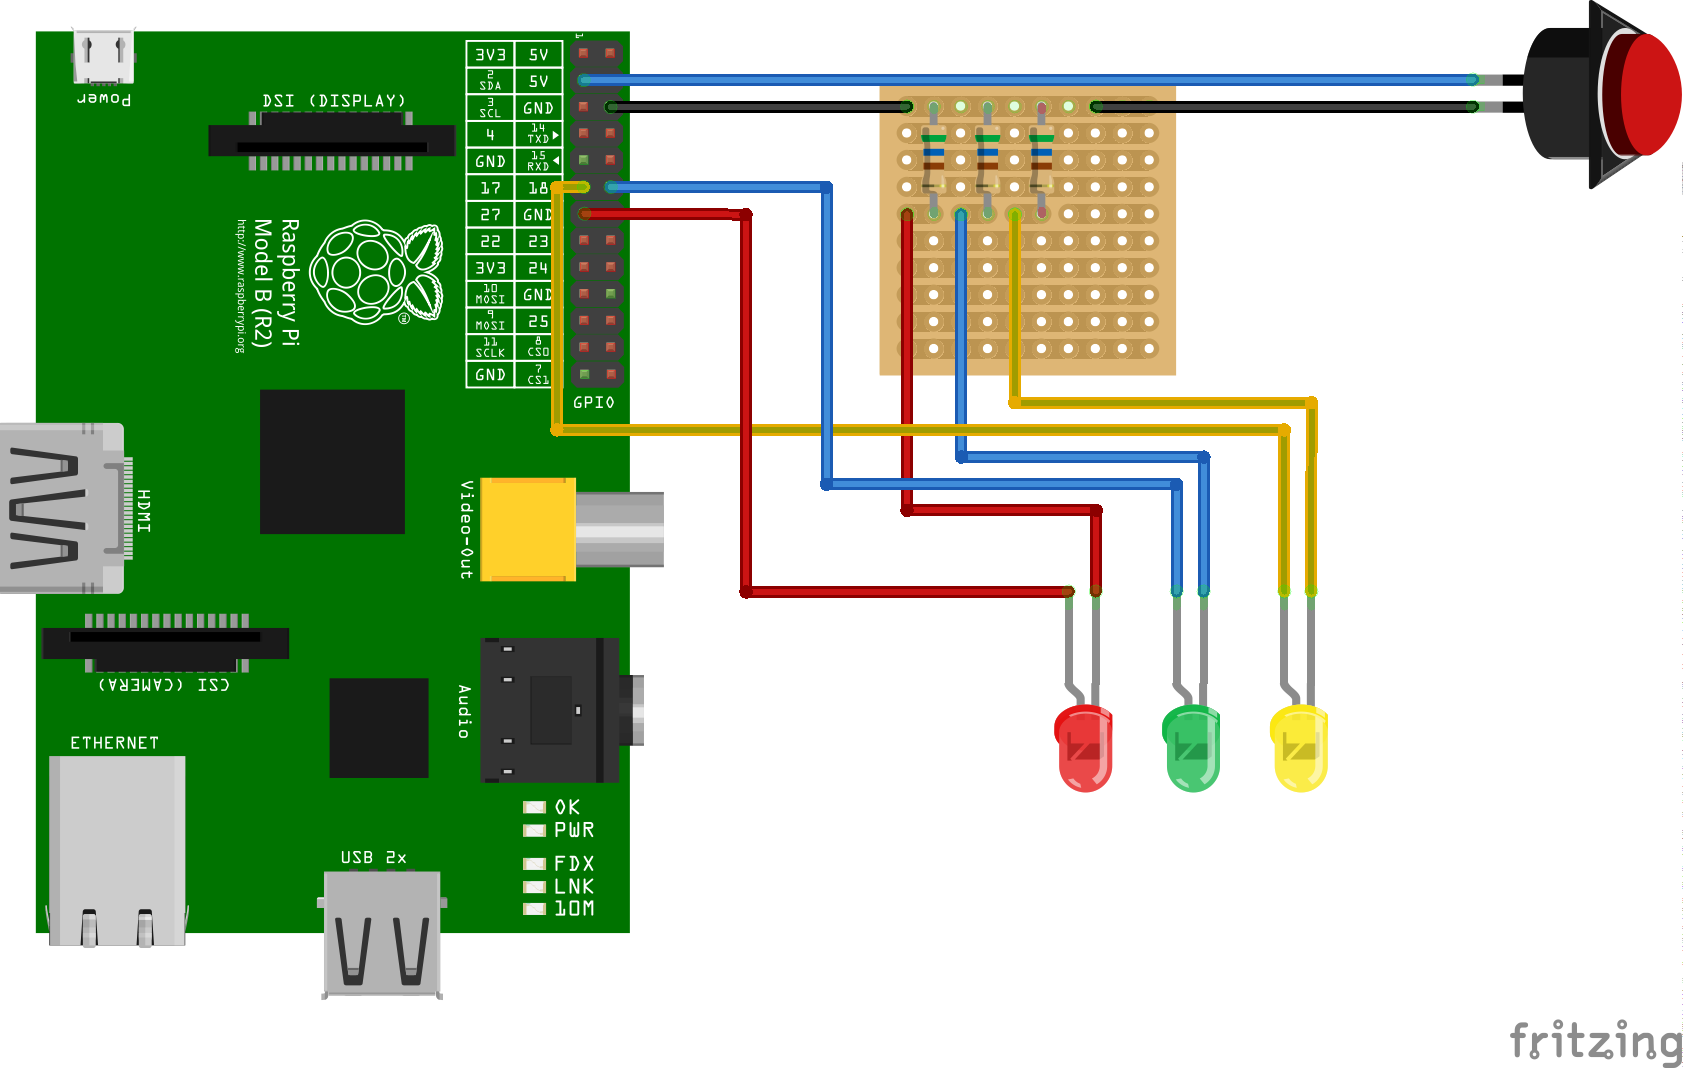 1
3V3 5V
2 SDA 5V
3 SCL GND
4 14 TXD
GND 15 RXD
17 18
27 GND
22 23
3V3 24
10 MOSI GND
9 MOSI 25
11 SCLK 8 CS0
GND 7 CS1
GPIO
Power
DSI (DISPLAY)
Raspberry Pi
Model B (R2)
http://www.raspberrypi.org
TM
HDMI
Video-Out
CSI (CAMERA)
Audio
ETHERNET
USB 2x
OK
PWR
FDX
LNK
10M
fritzing